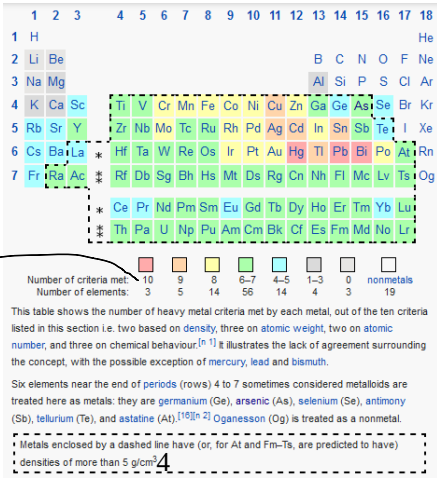 1 2 4 5 6 7 8 9 10 11 12 13 14 15 16 17 18
1 H He
2 Li Be B C N O F Ne
3 Na Mg Al Si P S Cl Ar
4 K Ca Sc Ti V Cr Mn Fe Co Ni Cu Zn Ga Ge As Se Br Kr
5 Rb Sr Y Zr Nb Mo Tc Ru Rh Pd Ag Cd In Sn Sb Te I Xe
6 Cs Ba La * Hf Ta W Re Os Ir Pt Au Hg Tl Pb Bi Po At Rn
7 Fr Ra Ac ** Rf Db Sg Bh Hs Mt Ds Rg Cn Nh Fl Mc Lv Ts Og
* Ce Pr Nd Pm Sm Eu Gd Tb Dy Ho Er Tm Yb Lu
** Th Pa U Np Pu Am Cm Bk Cf Es Fm Md No Lr
Number of criteria met: 10 9 8 6–7 4–5 1–3 0 nonmetals
Number of elements: 3 5 14 56 14 4 3 19
This table shows the number of heavy metal criteria met by each metal, out of the ten criteria
listed in this section i.e. two based on density, three on atomic weight, two on atomic
number, and three on chemical behaviour.[n 1] It illustrates the lack of agreement surrounding
the concept, with the possible exception of mercury, lead and bismuth.
Six elements near the end of periods (rows) 4 to 7 sometimes considered metalloids are
treated here as metals: they are germanium (Ge), arsenic (As), selenium (Se), antimony
(Sb), tellurium (Te), and astatine (At).[16][n 2] Oganesson (Og) is treated as a nonmetal.
Metals enclosed by a dashed line have (or, for At and Fm–Ts, are predicted to have)
densities of more than 5 g/cm3 4